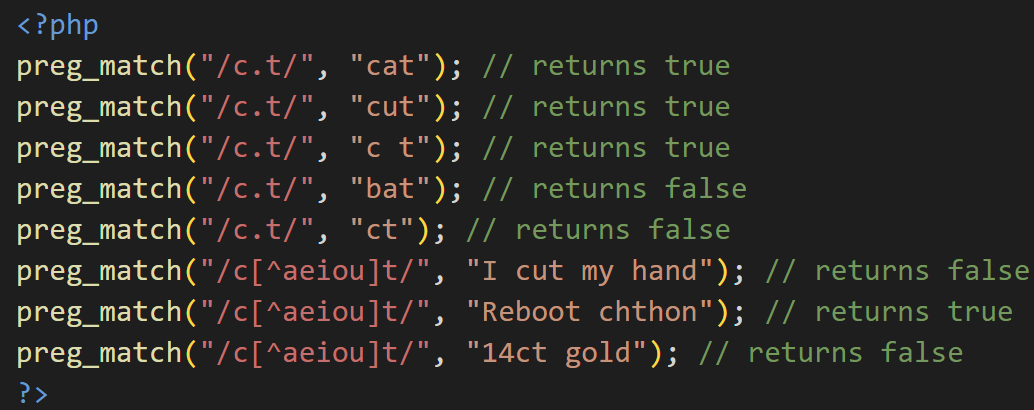 <?php
preg_match("/c.t/", "cat"); // returns true
preg_match("/c.t/", "cut"); // returns true
preg_match("/c.t/", "c t"); // returns true
preg_match("/c.t/", "bat"); // returns false
preg_match("/c.t/", "ct"); // returns false
preg_match("/c[^aeiou]t/", "I cut my hand"); // returns false
preg_match("/c[^aeiou]t/", "Reboot chthon"); // returns true
preg_match("/c[^aeiou]t/", "14ct gold"); // returns false
?>